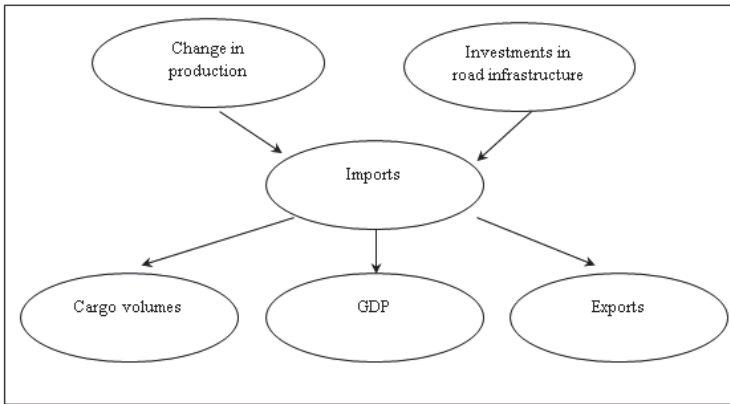 Change in
production
Investments in
road infrastructure
Imports
Cargo volumes
GDP
Exports